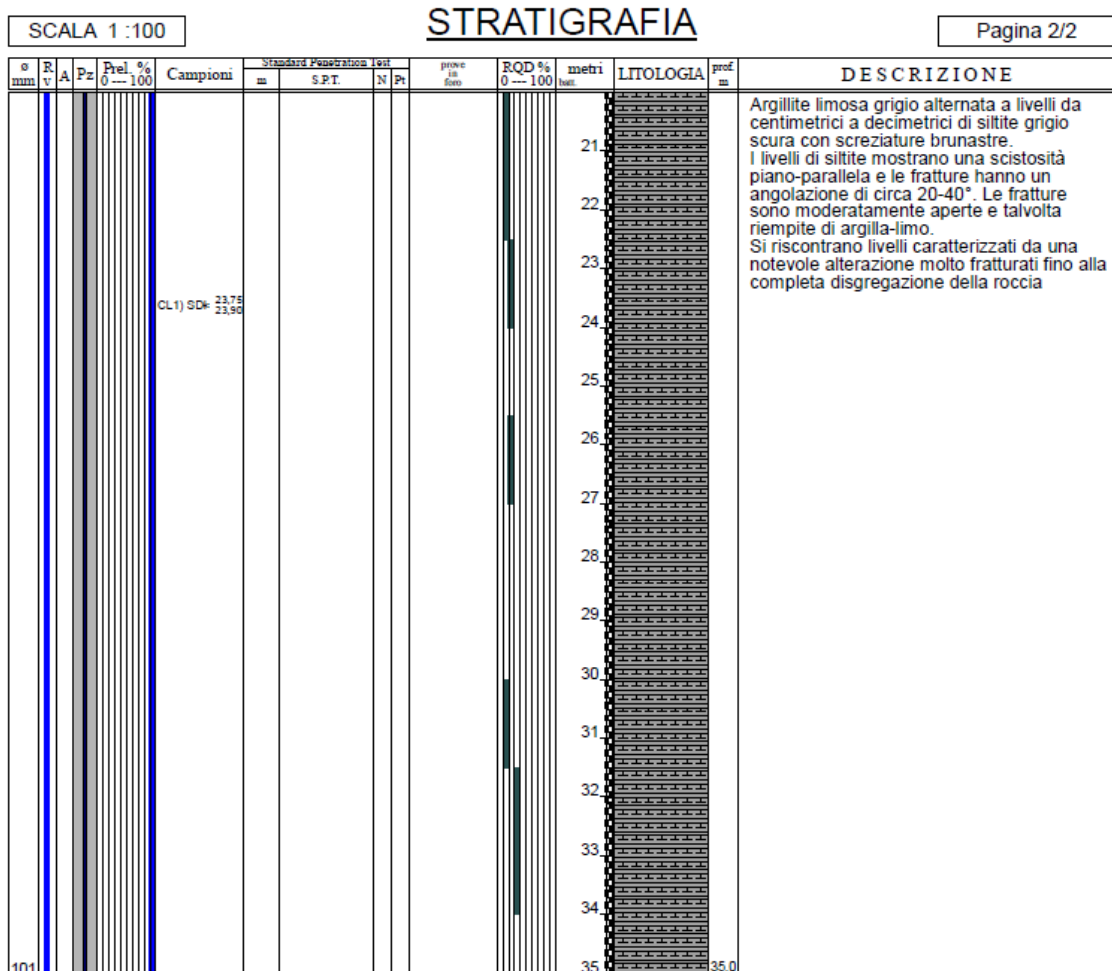 STRATIGRAFIA
SCALA 1 :100
Pagina 2/2
ø mm
R v
A
Pz
Prel. % 0 --- 100
Campioni
Standard Penetration Test
m
S.P.T.
N
Pt
prove in foro
RQD % 0 --- 100
metri batt.
LITOLOGIA
prof. m
DESCRIZIONE
Argillite limosa grigio alternata a livelli da
centimetrici a decimetrici di siltite grigio
scura con screziature brunastre.
I livelli di siltite mostrano una scistosità
piano-parallela e le fratture hanno un
angolazione di circa 20-40°. Le fratture
sono moderatamente aperte e talvolta
riempite di argilla-limo.
Si riscontrano livelli caratterizzati da una
notevole alterazione molto fratturati fino alla
completa disgregazione della roccia
21
22
23
CL1) 23,75
23,90
24
25
26
27
28
29
30
31
32
33
34
101
35
35.0